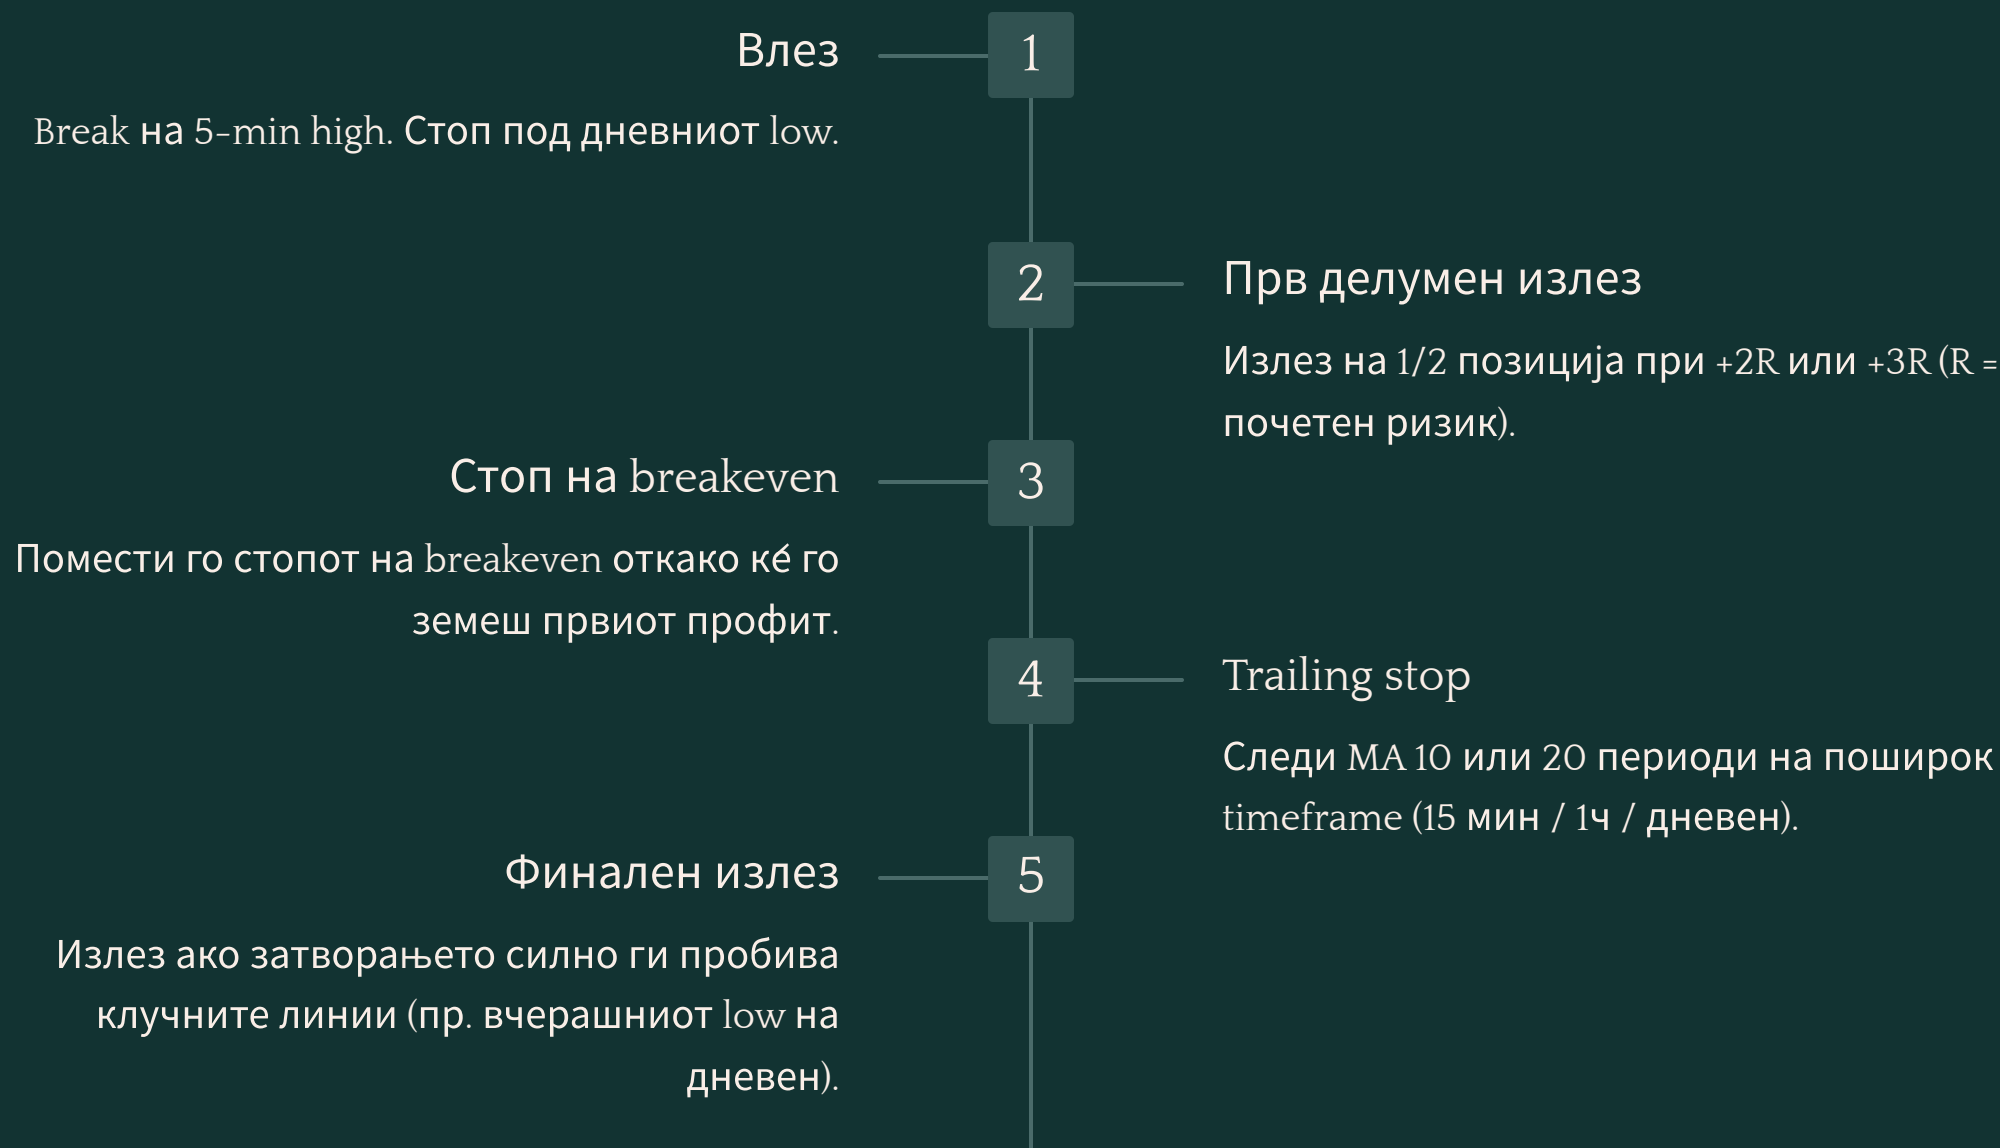 Влез
1
Break на 5-min high. Стоп под дневниот low.
2
Прв делумен излез
Излез на 1/2 позиција при +2R или +3R (R =
почетен ризик).
Стоп на breakeven
3
Помести го стопот на breakeven откако ке́ го
земеш првиот профит.
4
Trailing stop
Следи MA 10 или 20 периоди на поширок
timeframe (15 мин / 1ч / дневен).
Финален излез
5
Излез ако затворањето силно ги пробива
клучните линии (пр. вчерашниот low на
дневен).